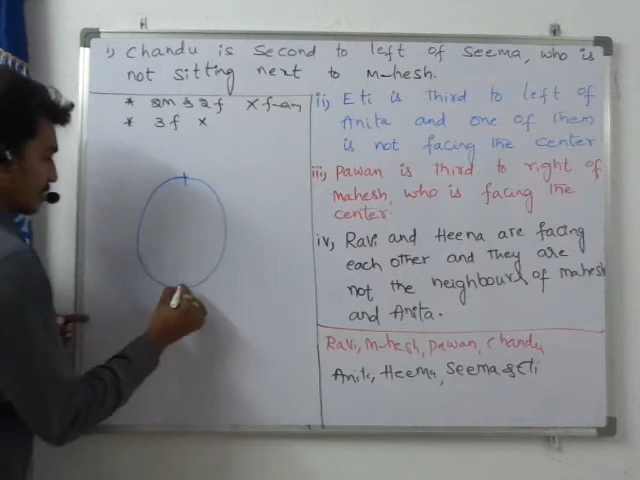 i) Chandu is Second to left of Seema, who is
not sitting next to Mahesh.
* 2m & 2f X f-an
* 3f X
ii) Eti is Third to left of
Anita and one of Them
is not facing The center
iii) Pawan is Third to right of
Mahesh, who is facing The
center.
iv) Ravi and Heena are facing
each other and They are
not the neighbours of mahesh
and Anita.
Ravi, Mahesh, Pawan, Chandu
Anita, Heema, Seema & Eti